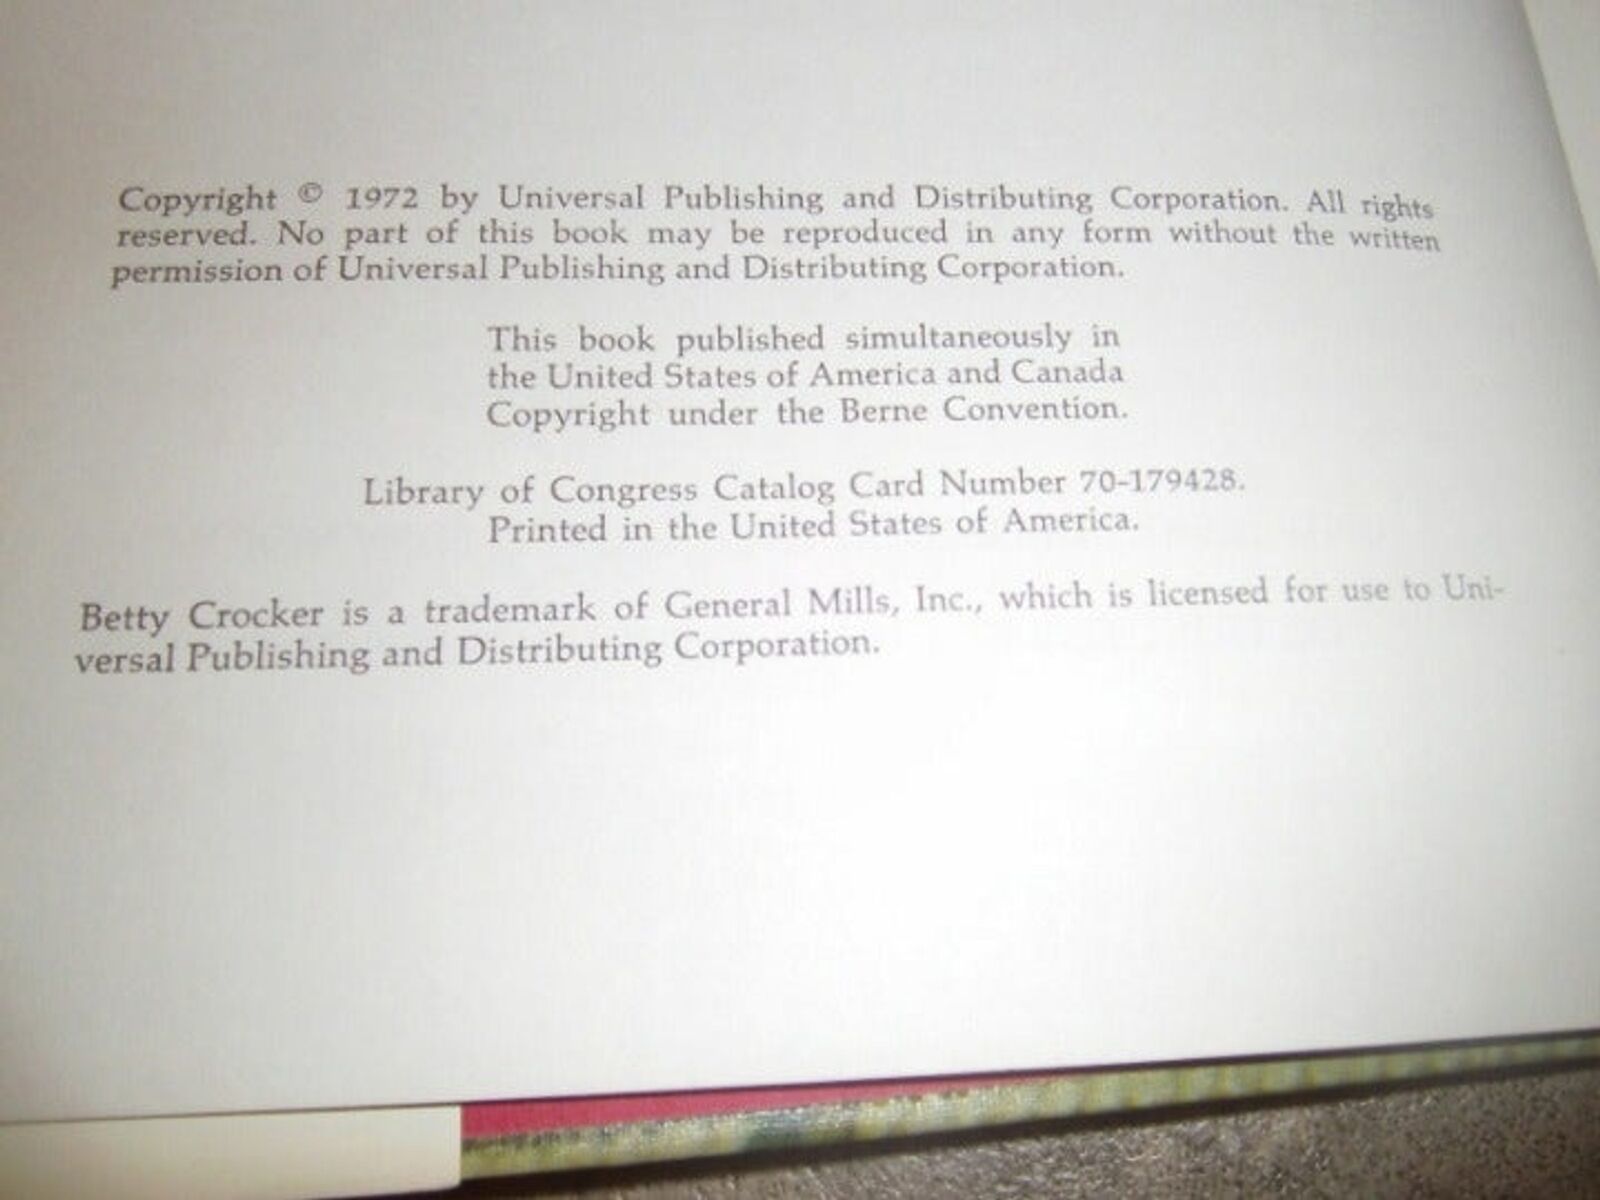 Copyright © 1972 by Universal Publishing and Distributing Corporation. All rights
reserved. No part of this book may be reproduced in any form without the written
permission of Universal Publishing and Distributing Corporation.
This book published simultaneously in
the United States of America and Canada
Copyright under the Berne Convention.
Library of Congress Catalog Card Number 70-179428.
Printed in the United States of America.
Betty Crocker is a trademark of General Mills, Inc., which is licensed for use to Uni-
versal Publishing and Distributing Corporation.